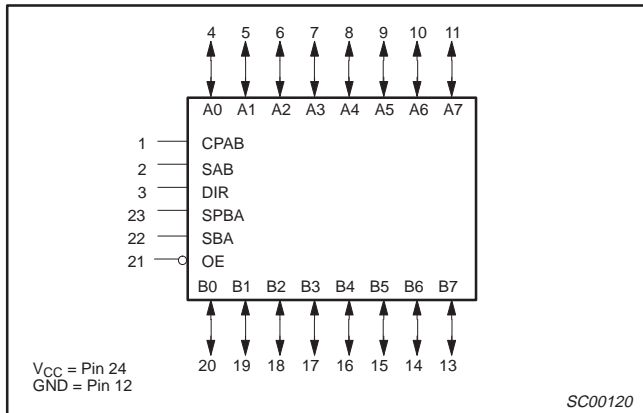 4 5 6 7 8 9 10 11
A0 A1 A2 A3 A4 A5 A6 A7
1 CPAB
2 SAB
3 DIR
23 SPBA
22 SBA
21 OE
B0 B1 B2 B3 B4 B5 B6 B7
20 19 18 17 16 15 14 13
VCC = Pin 24
GND = Pin 12
SC00120